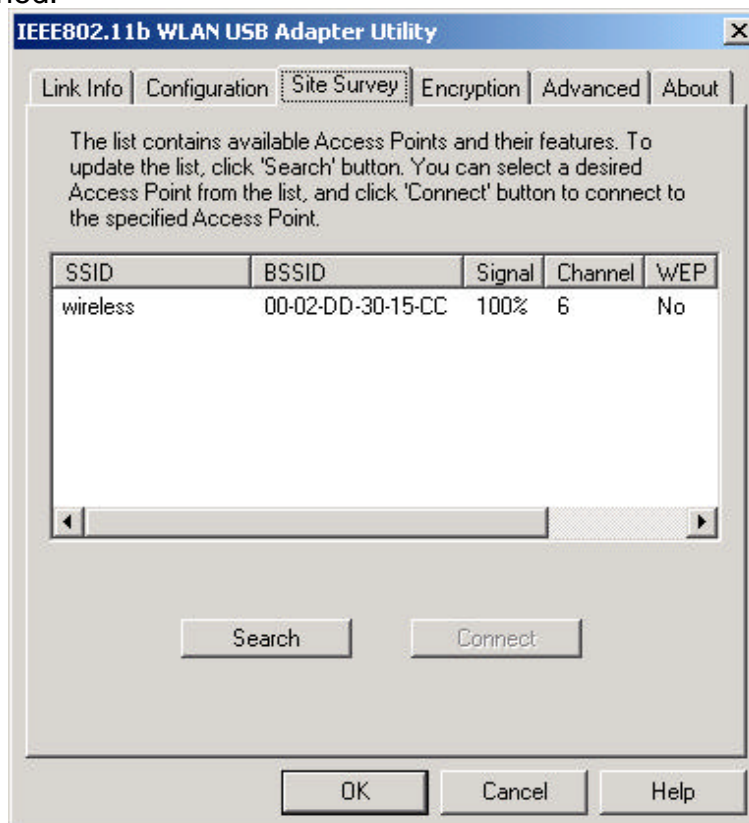 IEEE802.11b WLAN USB Adapter Utility
Link Info Configuration Site Survey Encryption Advanced About
The list contains available Access Points and their features. To
update the list, click 'Search' button. You can select a desired
Access Point from the list, and click 'Connect' button to connect to
the specified Access Point.
SSID BSSID Signal Channel WEP
wireless 00-02-DD-30-15-CC 100% 6 No
Search Connect
OK Cancel Help